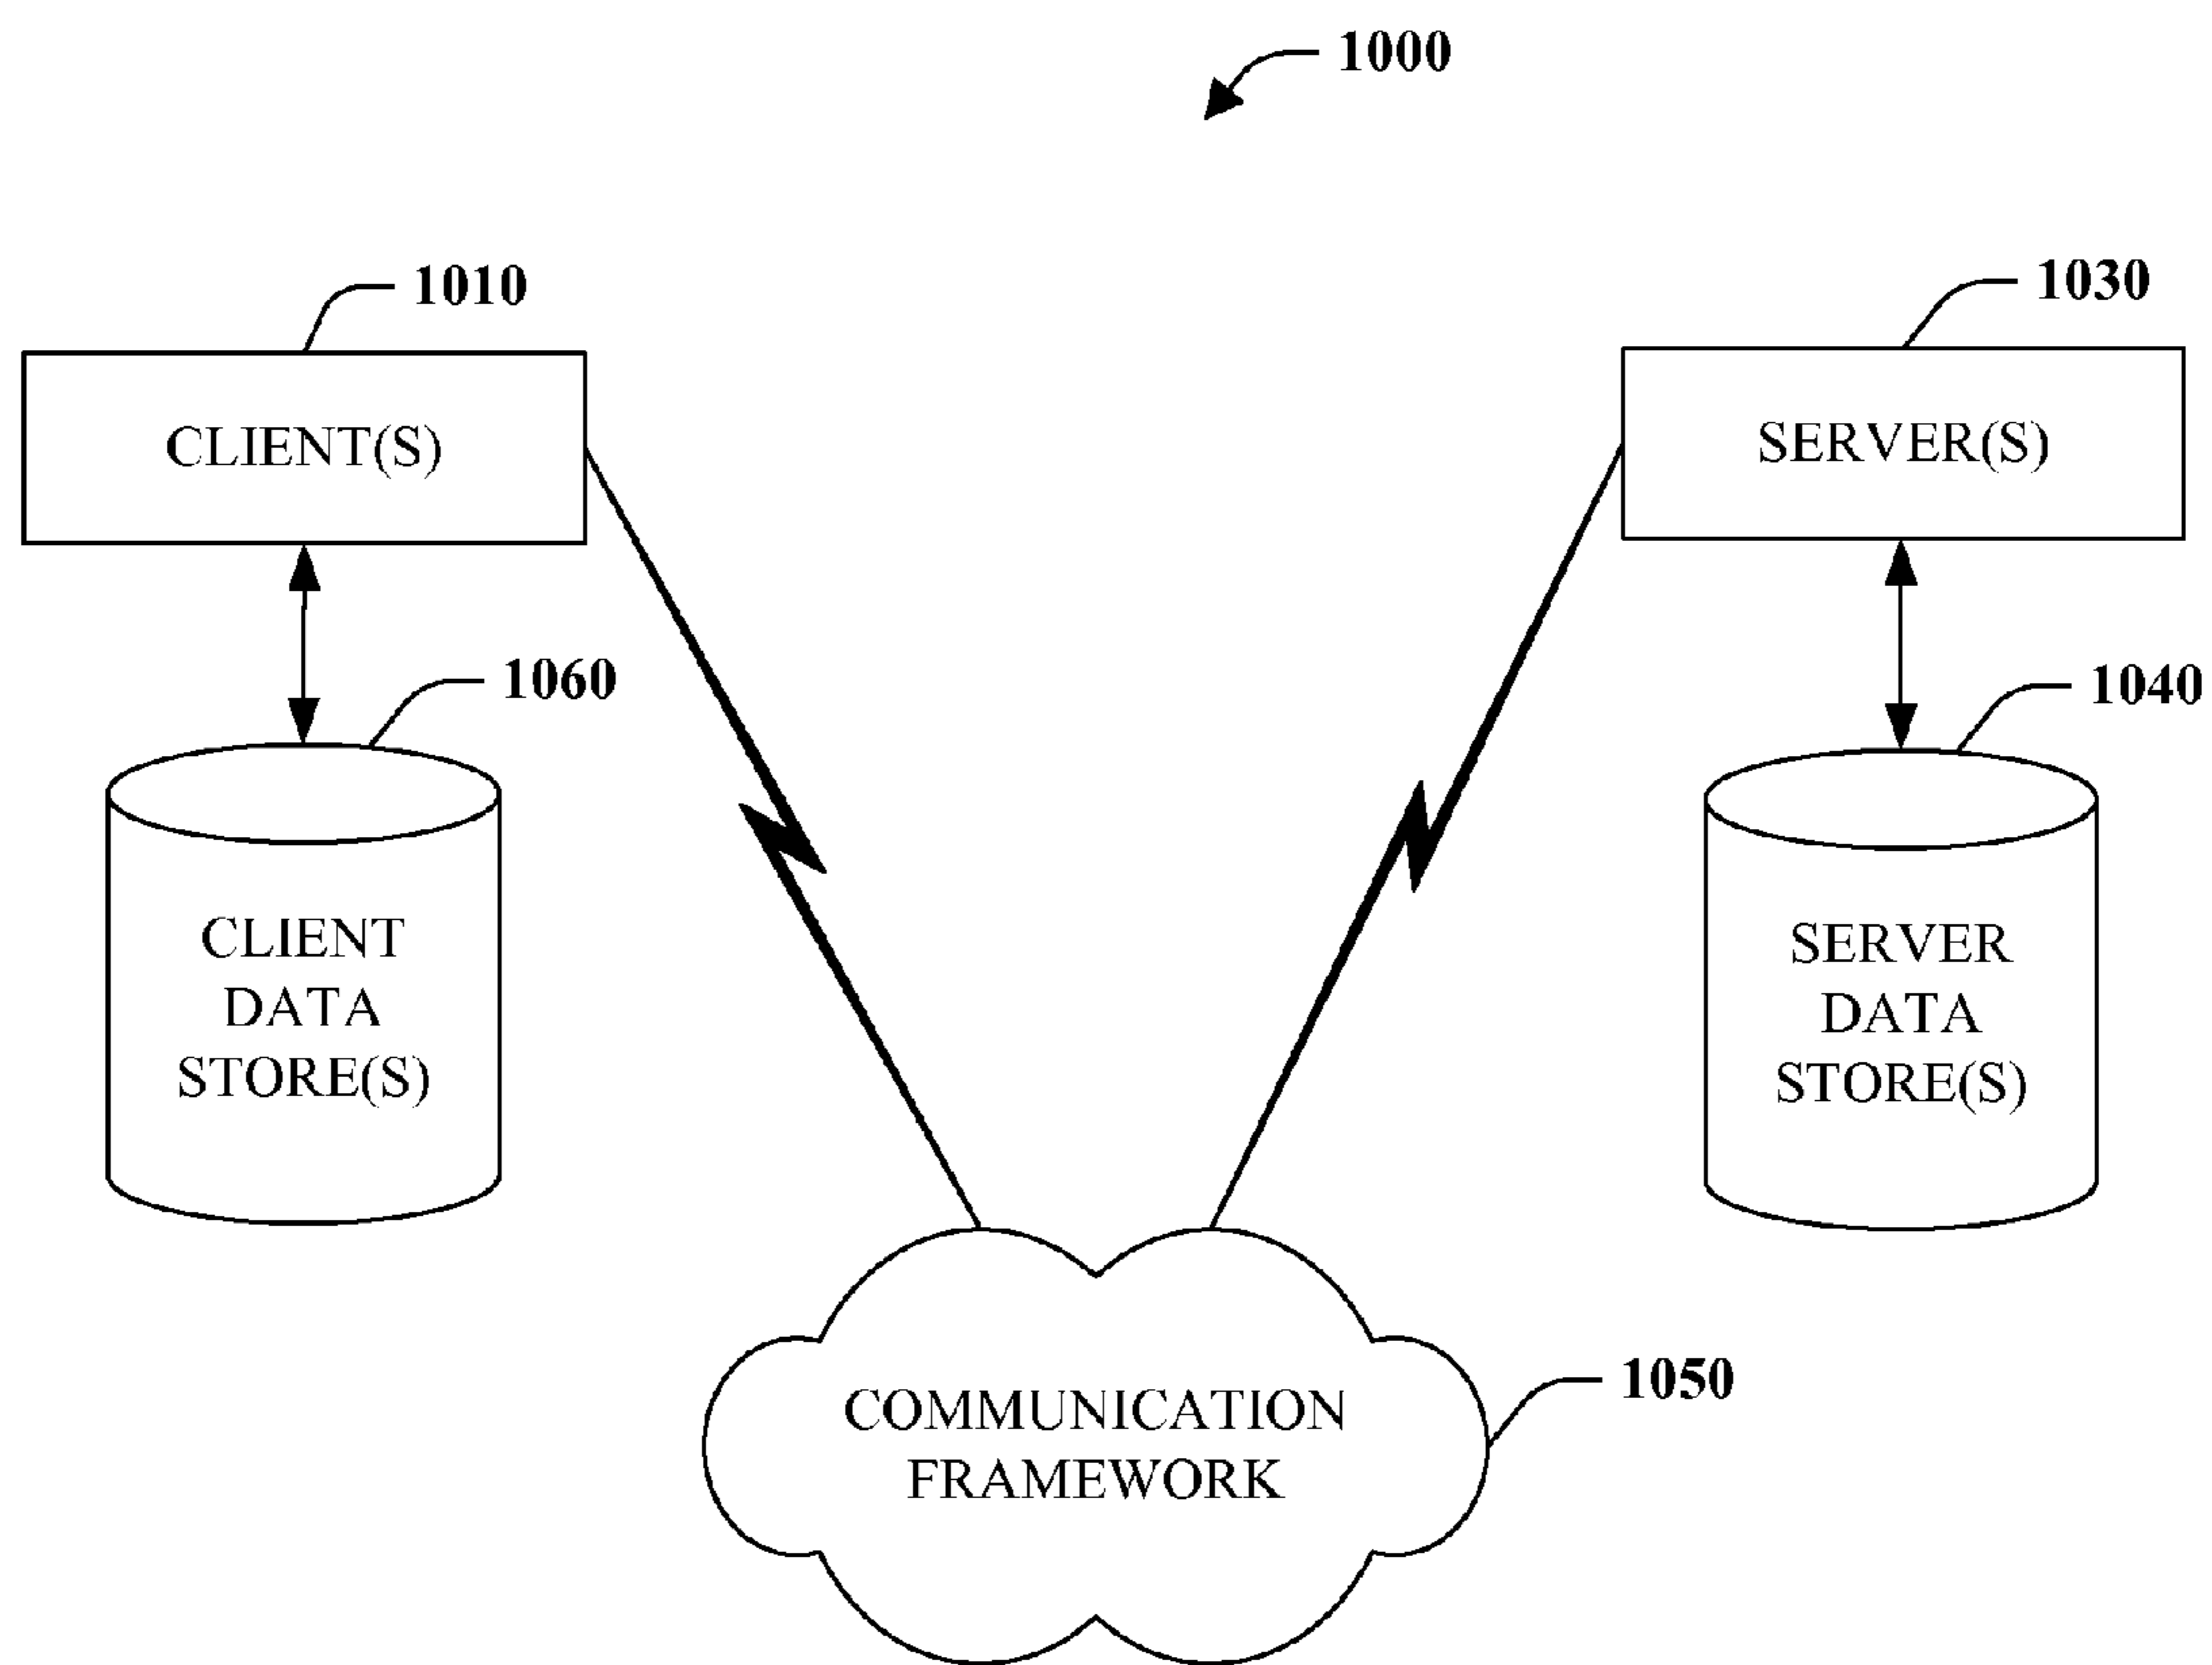 1000
1010
1030
CLIENT(S)
SERVER(S)
1060
1040
CLIENT
DATA
STORE(S)
SERVER
DATA
STORE(S)
1050
COMMUNICATION
FRAMEWORK